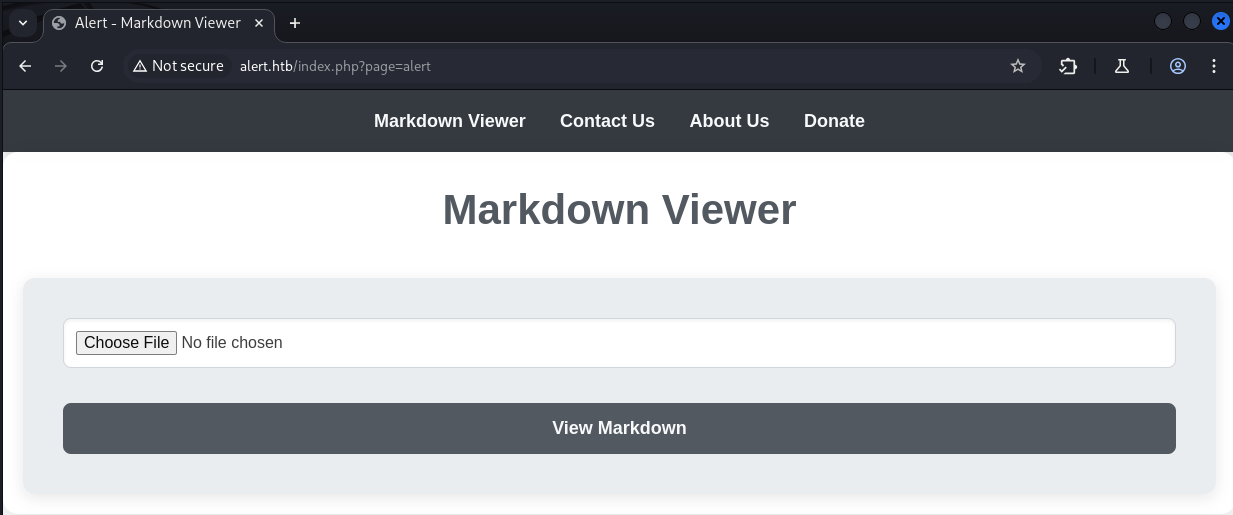 Alert - Markdown Viewer
Not secure alert.htb/index.php?page=alert
Markdown Viewer Contact Us About Us Donate
Markdown Viewer
Choose File No file chosen
View Markdown